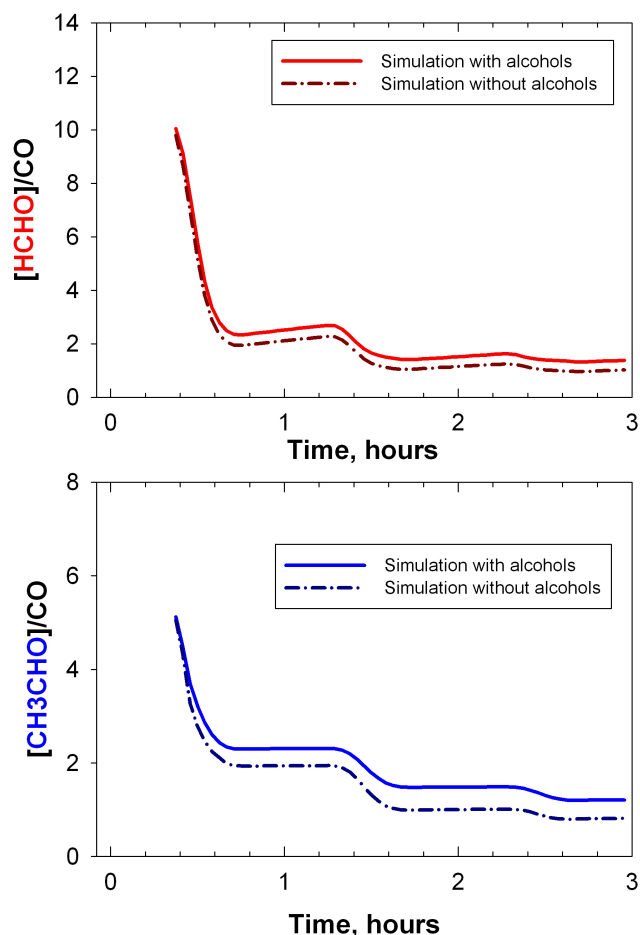 14
12
10
8
6
4
2
0
[HCHO]/CO
Simulation with alcohols
Simulation without alcohols
0 1 2 3
Time, hours
8
6
4
2
0
[CH3CHO]/CO
Simulation with alcohols
Simulation without alcohols
0 1 2 3
Time, hours